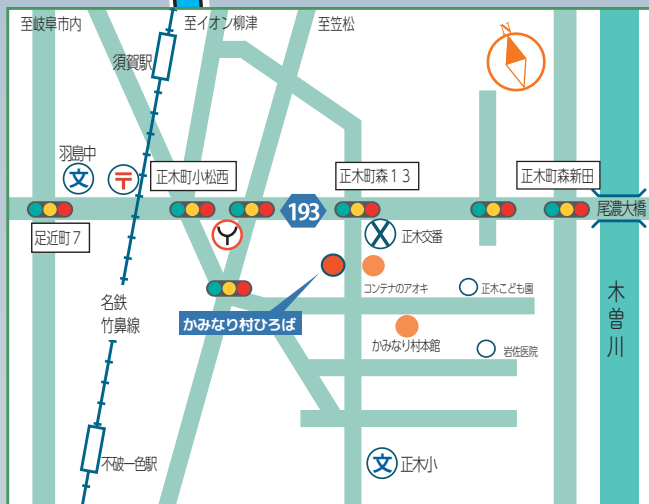 至岐阜市内
至イオン柳津
至笠松
N
須賀駅
羽島中
文
〒
正木町小松西
正木町森13
正木町森新田
193
尾濃大橋
足近町7
正木交番
コンテナのアオキ
正木こども園
かみなり村ひろば
名鉄
竹鼻線
かみなり村本館
岩佐医院
木曽川
不破一色駅
文
正木小